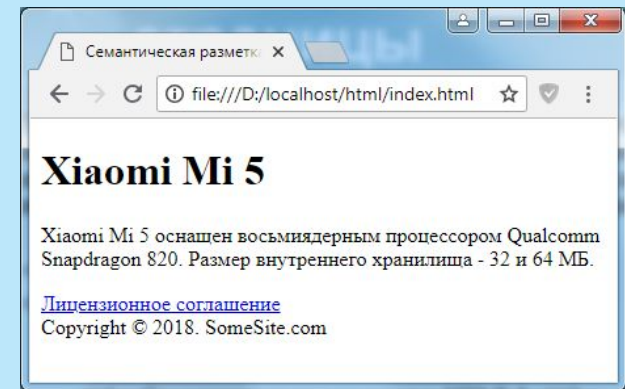 Семантическая разметк
file:///D:/localhost/html/index.html
Xiaomi Mi 5
Xiaomi Mi 5 оснащен восьмиядерным процессором Qualcomm
Snapdragon 820. Размер внутреннего хранилища - 32 и 64 МБ.
Лицензионное соглашение
Copyright © 2018. SomeSite.com